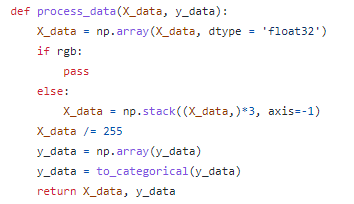 def process_data(X_data, y_data):
    X_data = np.array(X_data, dtype = 'float32')
    if rgb:
        pass
    else:
        X_data = np.stack((X_data,)*3, axis=-1)
    X_data /= 255
    y_data = np.array(y_data)
    y_data = to_categorical(y_data)
    return X_data, y_data